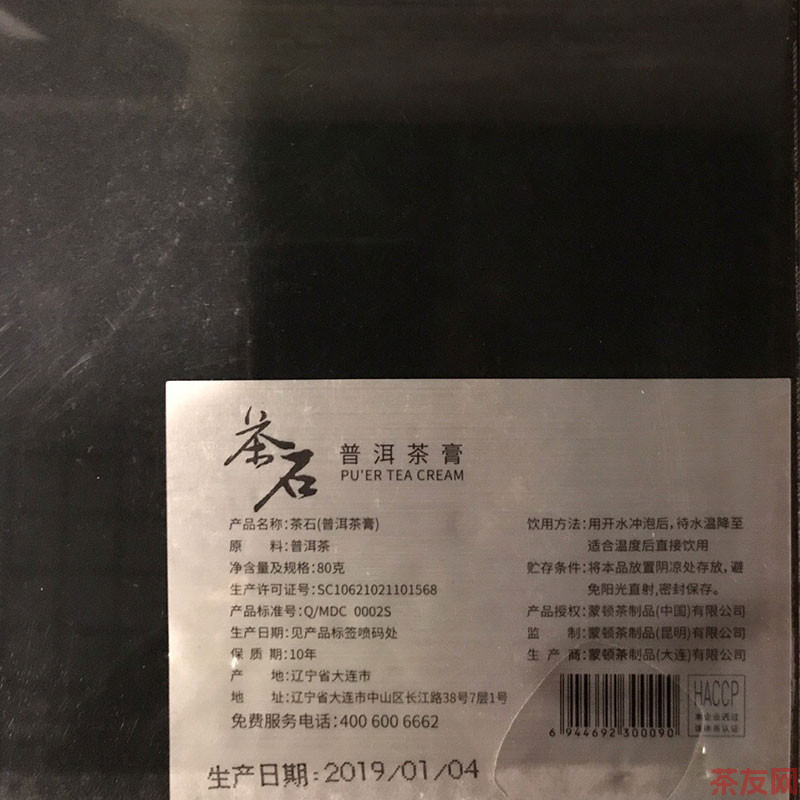 茶石
普洱茶膏
PU'ER TEA CREAM
产品名称:茶石(普洱茶膏)
原 料:普洱茶
净含量及规格:80克
生产许可证号:SC10621021101568
产品标准号:Q/MDC 0002S
生产日期:见产品标签喷码处
保 质 期:10年
产 地:辽宁省大连市
地 址:辽宁省大连市中山区长江路38号7层1号
免费服务电话:400 600 6662
饮用方法:用开水冲泡后,待水温降至
适合温度后直接饮用
贮存条件:将本品放置阴凉处存放,避
免阳光直射,密封保存。
产品授权:蒙顿茶制品(中国)有限公司
监 制:蒙顿茶制品(昆明)有限公司
生 产 商:蒙顿茶制品(大连)有限公司
6 944692 300090
HACCP
本企业通过
媒体系认证
生产日期:2019/01/04
茶友网